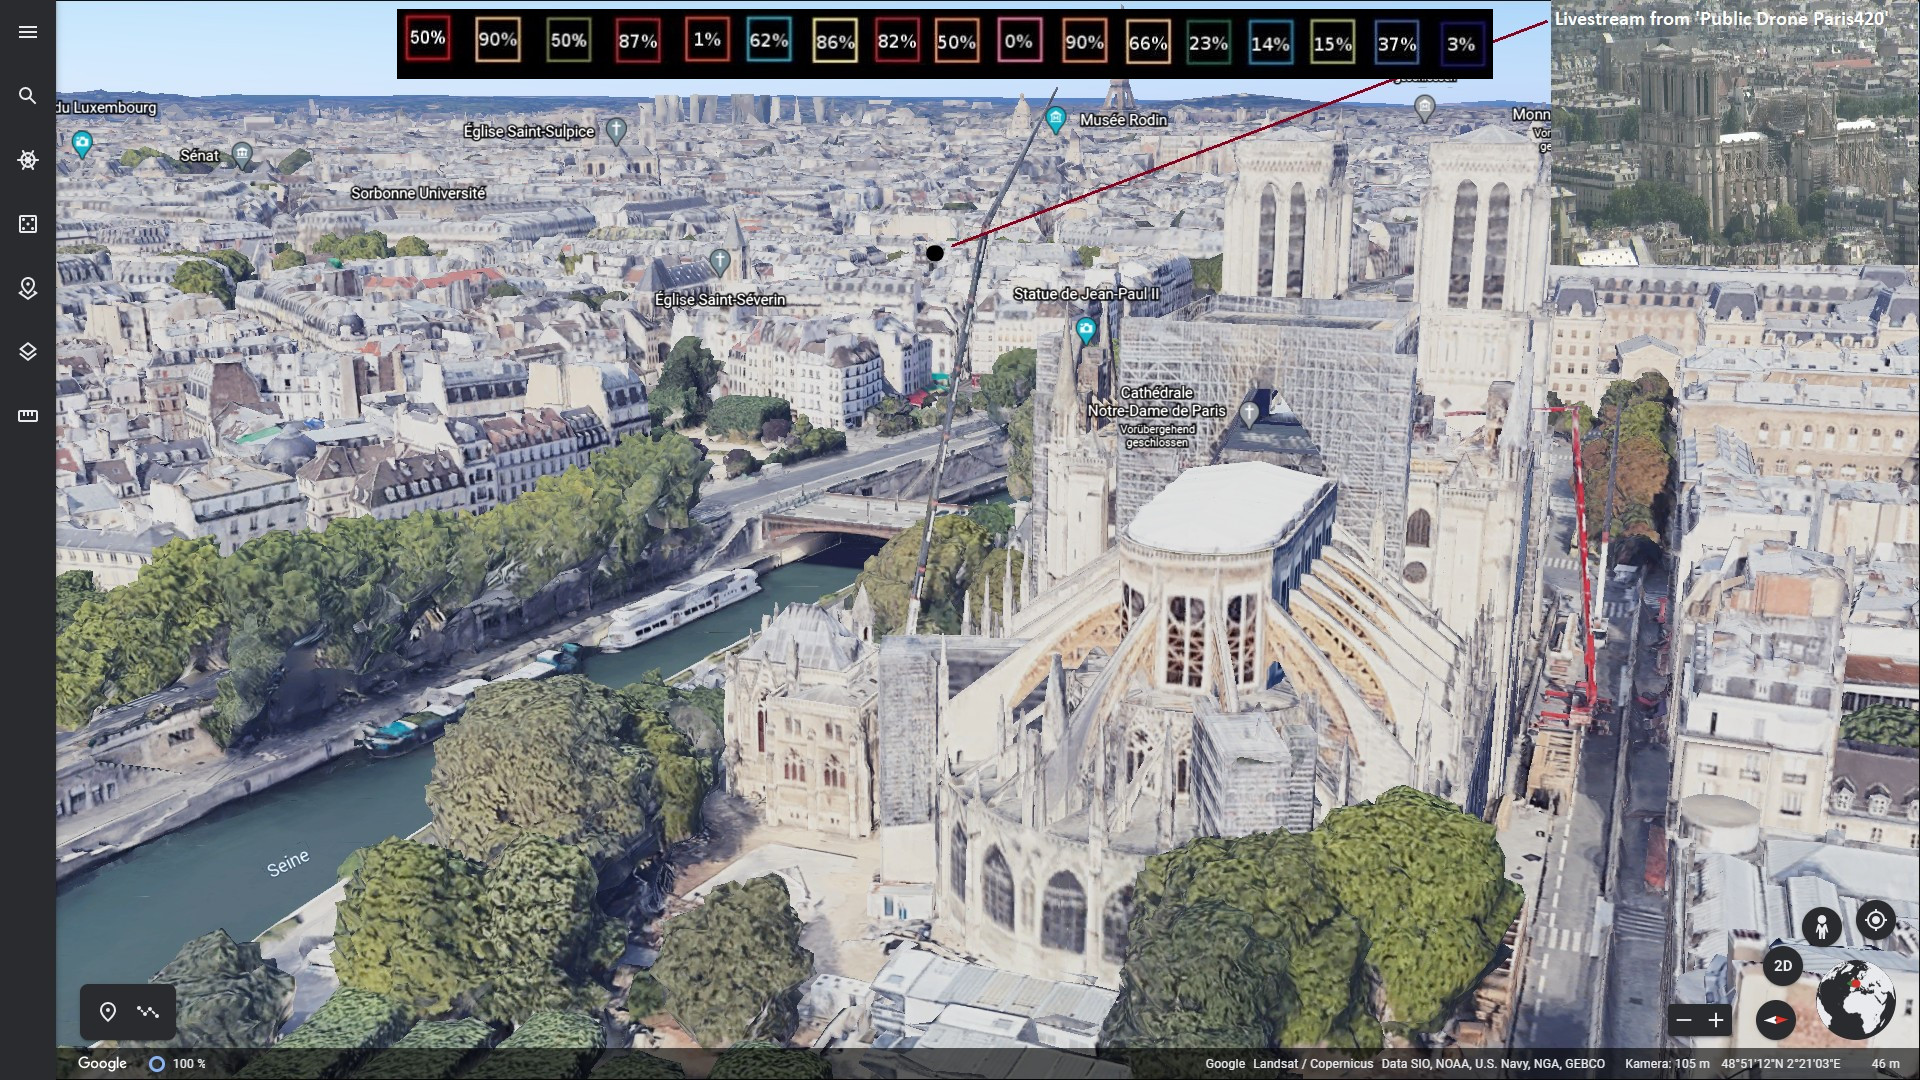 50% 90% 50% 87% 1% 62% 86% 82% 50% 0% 90% 66% 23% 14% 15% 37% 3%
Livestream from 'Public Drone Paris420'
du Luxembourg
Sénat
Église Saint-Sulpice
Sorbonne Université
Musée Rodin
geschlossen
Monn
Vor
ge
Église Saint-Séverin
Statue de Jean-Paul II
Cathédrale
Notre-Dame de Paris
Vorübergehend
geschlossen
Seine
2D
Google 100 %
Google Landsat / Copernicus Data SIO, NOAA, U.S. Navy, NGA, GEBCO Kamera: 105 m 48°51'12"N 2°21'03"E 46 m